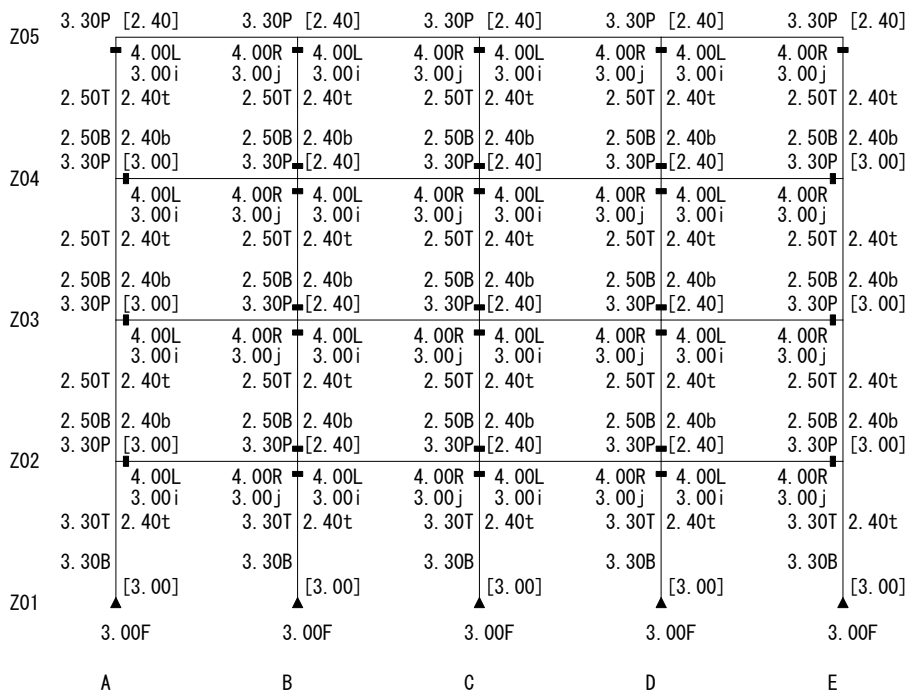 3.30P [2.40] 3.30P [2.40] 3.30P [2.40] 3.30P [2.40] 3.30P [2.40]
Z05
4.00L 4.00R 4.00L 4.00R 4.00L 4.00R 4.00L 4.00R
3.00i 3.00j 3.00i 3.00j 3.00i 3.00j 3.00i 3.00j
2.50T 2.40t 2.50T 2.40t 2.50T 2.40t 2.50T 2.40t 2.50T 2.40t
2.50B 2.40b 2.50B 2.40b 2.50B 2.40b 2.50B 2.40b 2.50B 2.40b
3.30P [3.00] 3.30P [2.40] 3.30P [2.40] 3.30P [2.40] 3.30P [3.00]
Z04
4.00L 4.00R 4.00L 4.00R 4.00L 4.00R 4.00L 4.00R
3.00i 3.00j 3.00i 3.00j 3.00i 3.00j 3.00i 3.00j
2.50T 2.40t 2.50T 2.40t 2.50T 2.40t 2.50T 2.40t 2.50T 2.40t
2.50B 2.40b 2.50B 2.40b 2.50B 2.40b 2.50B 2.40b 2.50B 2.40b
3.30P [3.00] 3.30P [2.40] 3.30P [2.40] 3.30P [2.40] 3.30P [3.00]
Z03
4.00L 4.00R 4.00L 4.00R 4.00L 4.00R 4.00L 4.00R
3.00i 3.00j 3.00i 3.00j 3.00i 3.00j 3.00i 3.00j
2.50T 2.40t 2.50T 2.40t 2.50T 2.40t 2.50T 2.40t 2.50T 2.40t
2.50B 2.40b 2.50B 2.40b 2.50B 2.40b 2.50B 2.40b 2.50B 2.40b
3.30P [3.00] 3.30P [2.40] 3.30P [2.40] 3.30P [2.40] 3.30P [3.00]
Z02
4.00L 4.00R 4.00L 4.00R 4.00L 4.00R 4.00L 4.00R
3.00i 3.00j 3.00i 3.00j 3.00i 3.00j 3.00i 3.00j
3.30T 2.40t 3.30T 2.40t 3.30T 2.40t 3.30T 2.40t 3.30T 2.40t
3.30B 3.30B 3.30B 3.30B 3.30B
[3.00] [3.00] [3.00] [3.00] [3.00]
Z01
3.00F 3.00F 3.00F 3.00F 3.00F
A B C D E